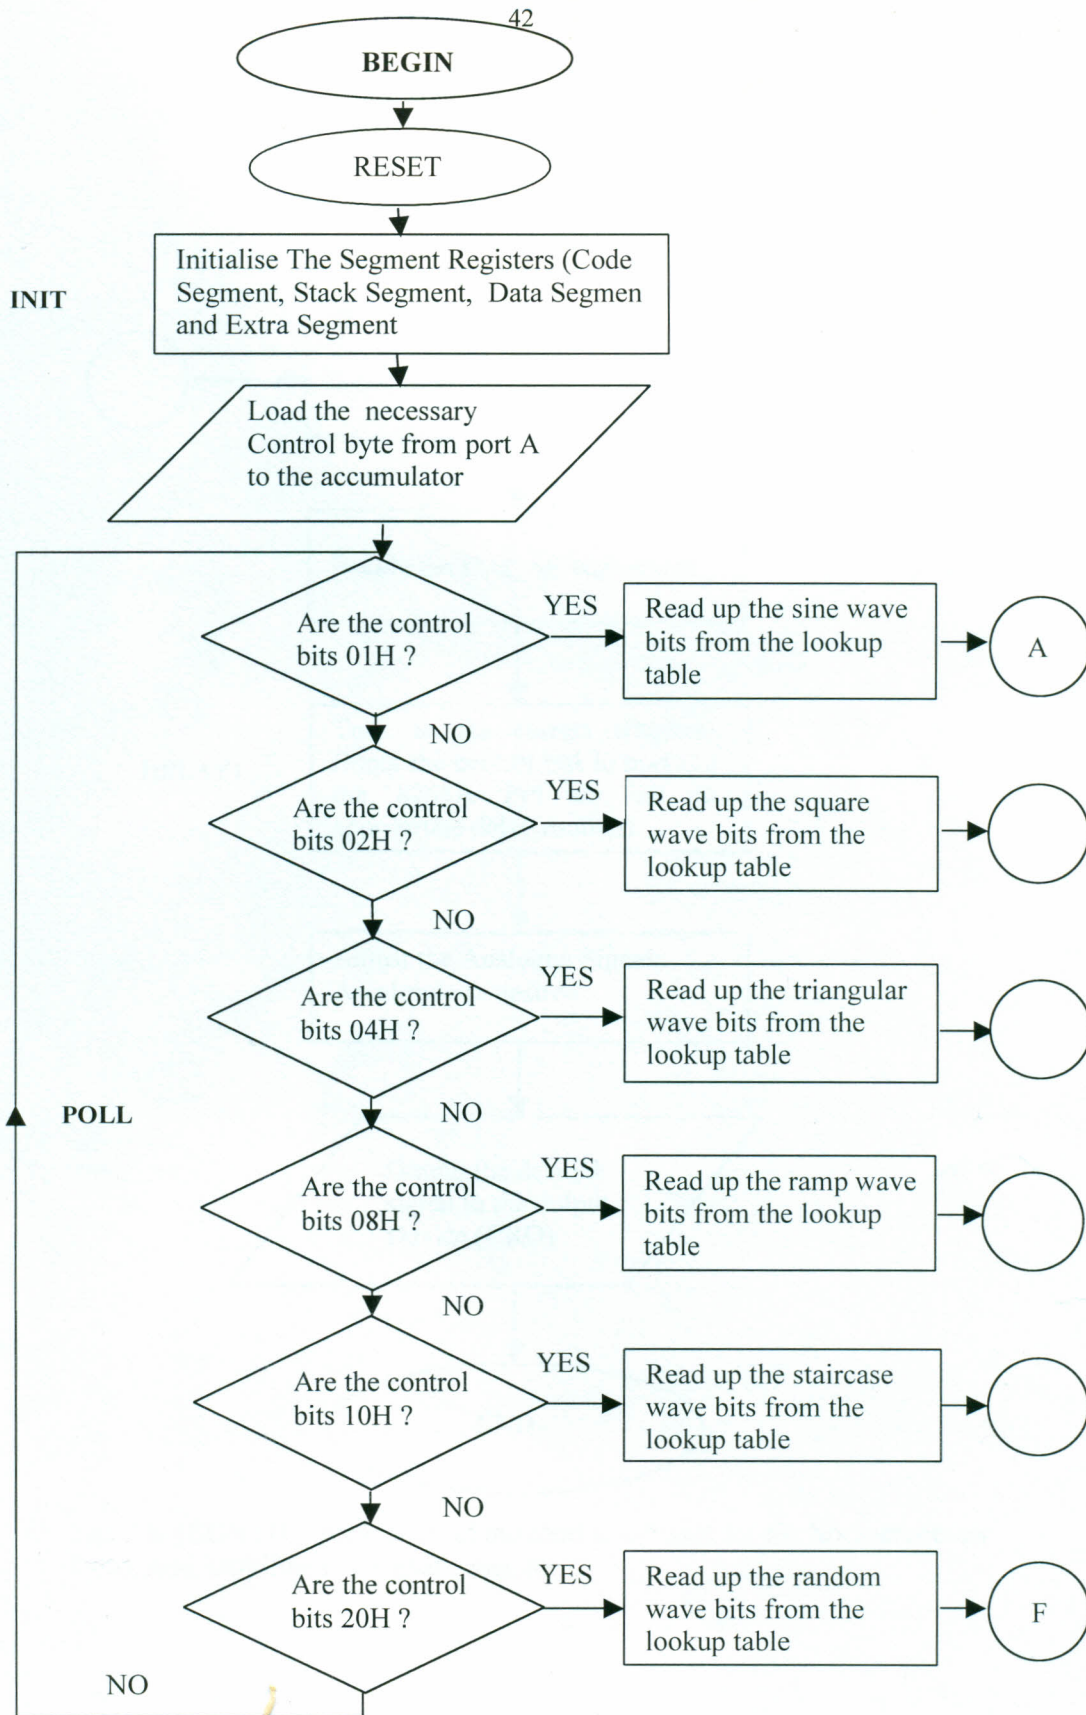 42
BEGIN
RESET
INIT
Initialise The Segment Registers (Code
Segment, Stack Segment, Data Segmen
and Extra Segment
Load the necessary
Control byte from port A
to the accumulator
Are the control
bits 01H ?
YES
Read up the sine wave
bits from the lookup
table
A
NO
Are the control
bits 02H ?
YES
Read up the square
wave bits from the
lookup table
NO
Are the control
bits 04H ?
YES
Read up the triangular
wave bits from the
lookup table
NO
POLL
Are the control
bits 08H ?
YES
Read up the ramp wave
bits from the lookup
table
NO
Are the control
bits 10H ?
YES
Read up the staircase
wave bits from the
lookup table
NO
Are the control
bits 20H ?
YES
Read up the random
wave bits from the
lookup table
F
NO